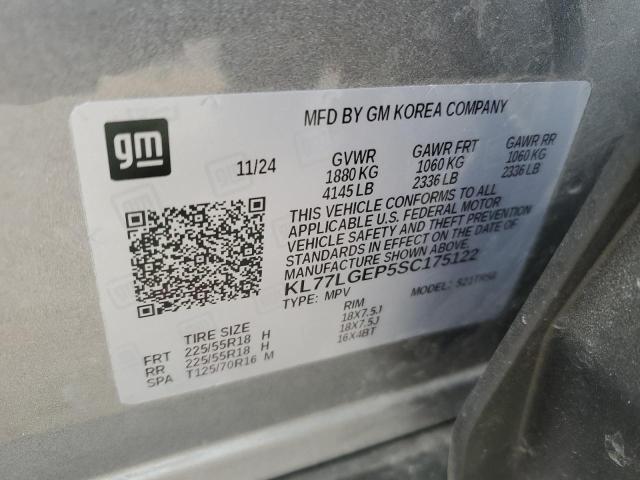 MFD BY GM KOREA COMPANY
gm
11/24
GVWR GAWR FRT GAWR RR
1880 KG 1060 KG 1060 KG
4145 LB 2336 LB 2336 LB
THIS VEHICLE CONFORMS TO ALL
APPLICABLE U.S. FEDERAL MOTOR
VEHICLE SAFETY AND THEFT PREVENTION
STANDARDS IN EFFECT ON THE DATE OF
MANUFACTURE SHOWN ABOVE.
KL77LGEP5SC175122
TYPE: MPV MODEL:
TIRE SIZE RIM
FRT 225/55R18 H 18X7.5J
RR 225/55R18 H 18X7.5J
SPA T125/70R16 M 16X4BT